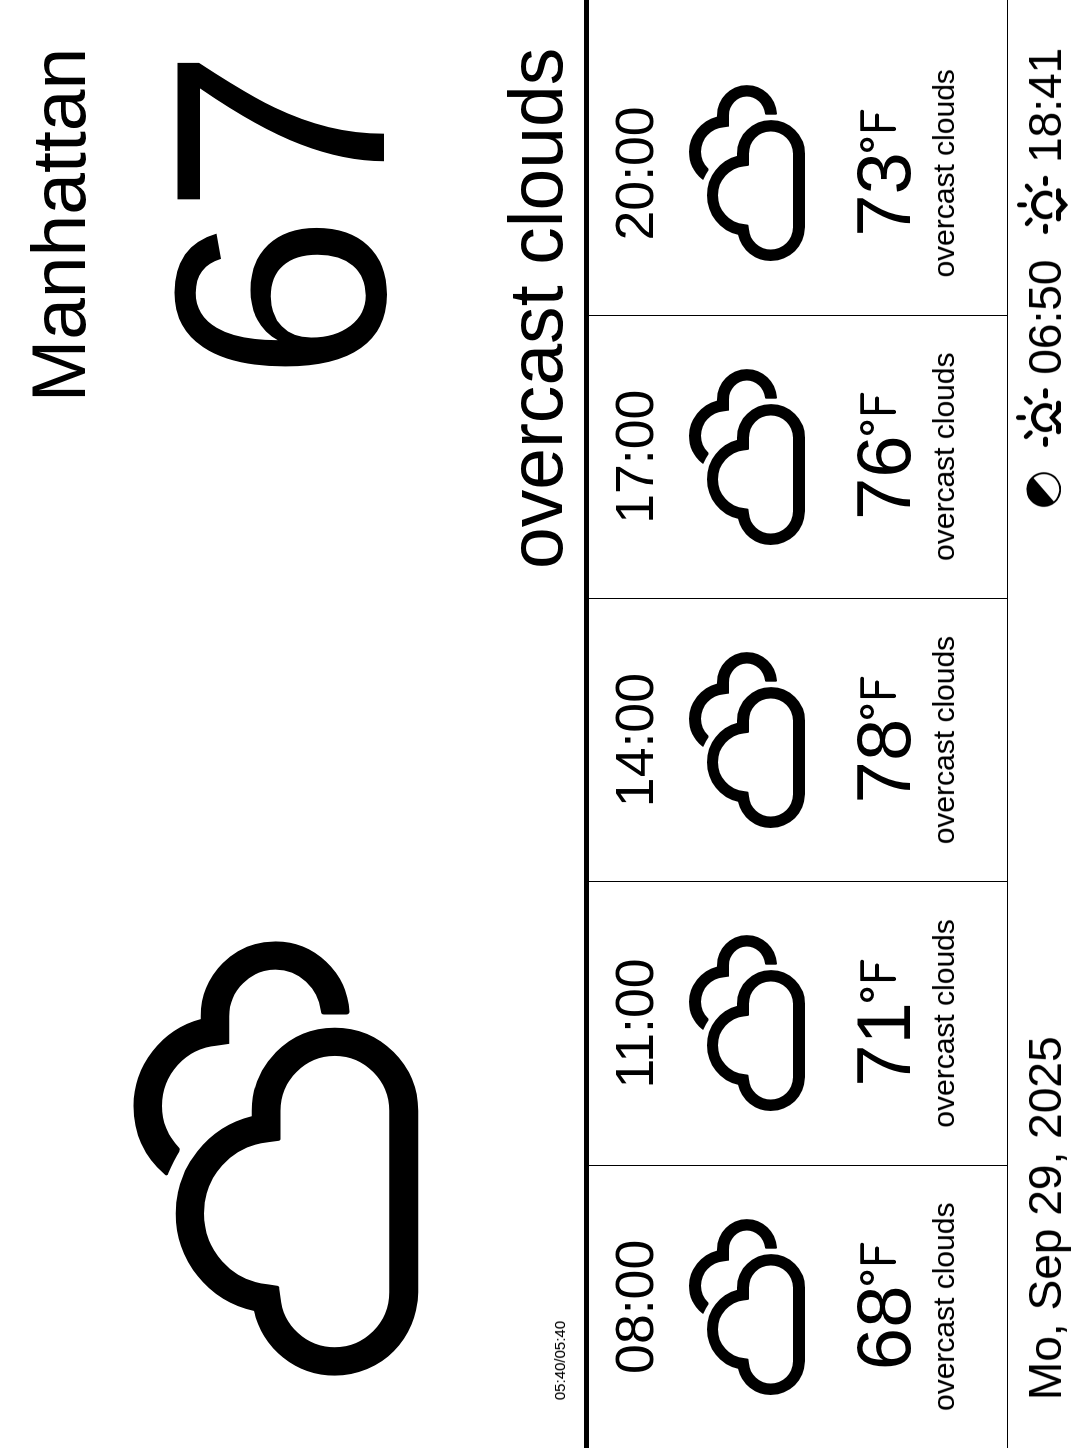 Manhattan
67
overcast clouds
05:40/05:40
08:00
68°F
overcast clouds
11:00
71°F
overcast clouds
14:00
78°F
overcast clouds
17:00
76°F
overcast clouds
20:00
73°F
overcast clouds
Mo, Sep 29, 2025
06:50
18:41